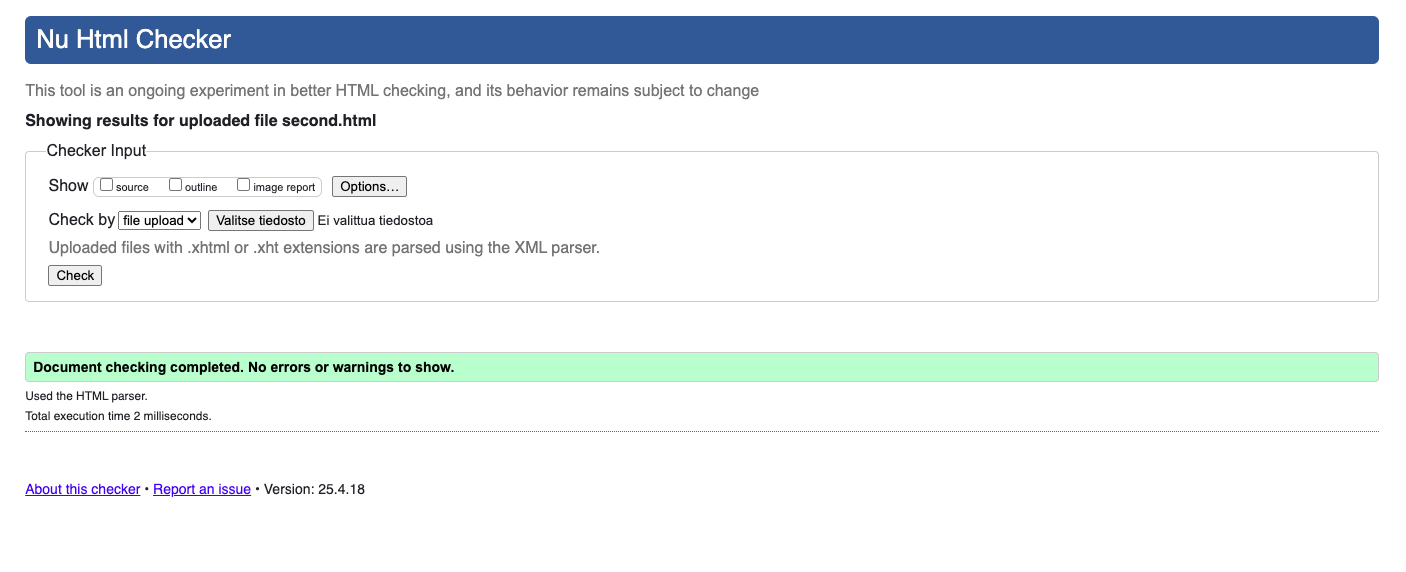 Nu Html Checker
This tool is an ongoing experiment in better HTML checking, and its behavior remains subject to change
Showing results for uploaded file second.html
Checker Input
Show source outline image report Options...
Check by file upload Valitse tiedosto Ei valittua tiedostoa
Uploaded files with .xhtml or .xht extensions are parsed using the XML parser.
Check
Document checking completed. No errors or warnings to show.
Used the HTML parser.
Total execution time 2 milliseconds.
About this checker • Report an issue • Version: 25.4.18